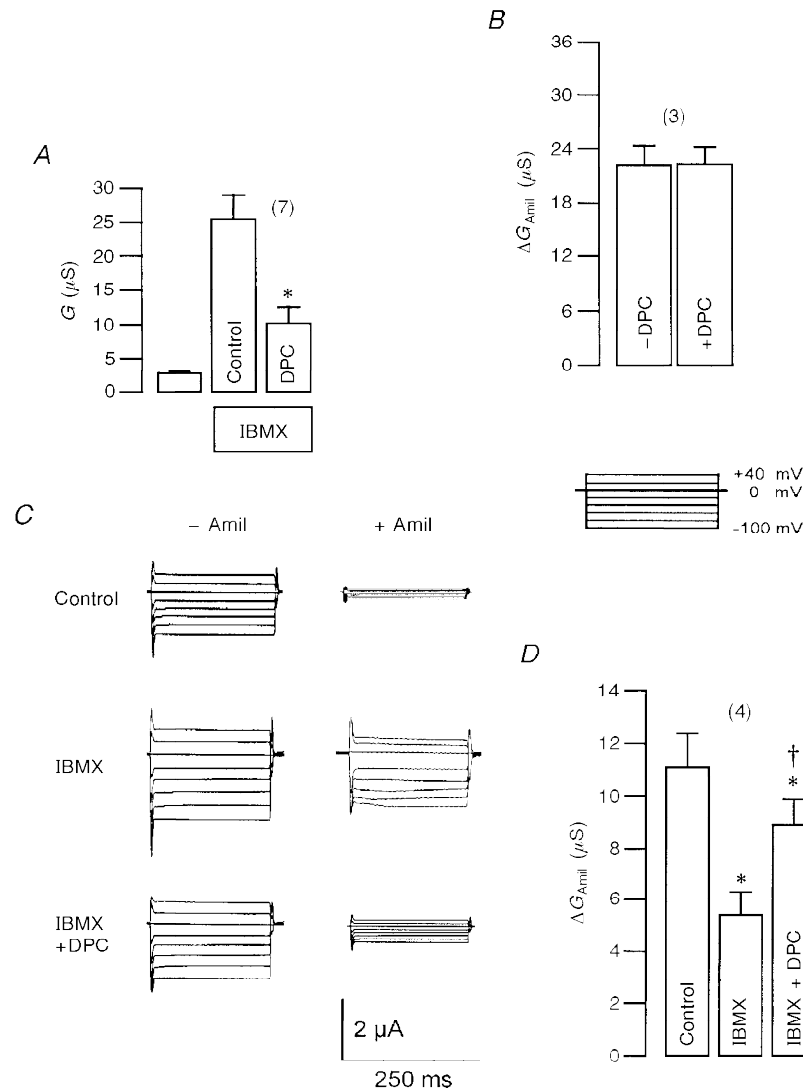 A
G (μS)
30
25
20
15
10
5
0
(7)
*
Control
DPC
IBMX
B
ΔGAmil (μS)
36
30
24
18
12
6
0
(3)
−DPC
+DPC
+40 mV
0 mV
−100 mV
C
− Amil
+ Amil
Control
IBMX
IBMX
+DPC
2 μA
250 ms
D
ΔGAmil (μS)
14
12
10
8
6
4
2
0
(4)
*
†
*
Control
IBMX
IBMX + DPC